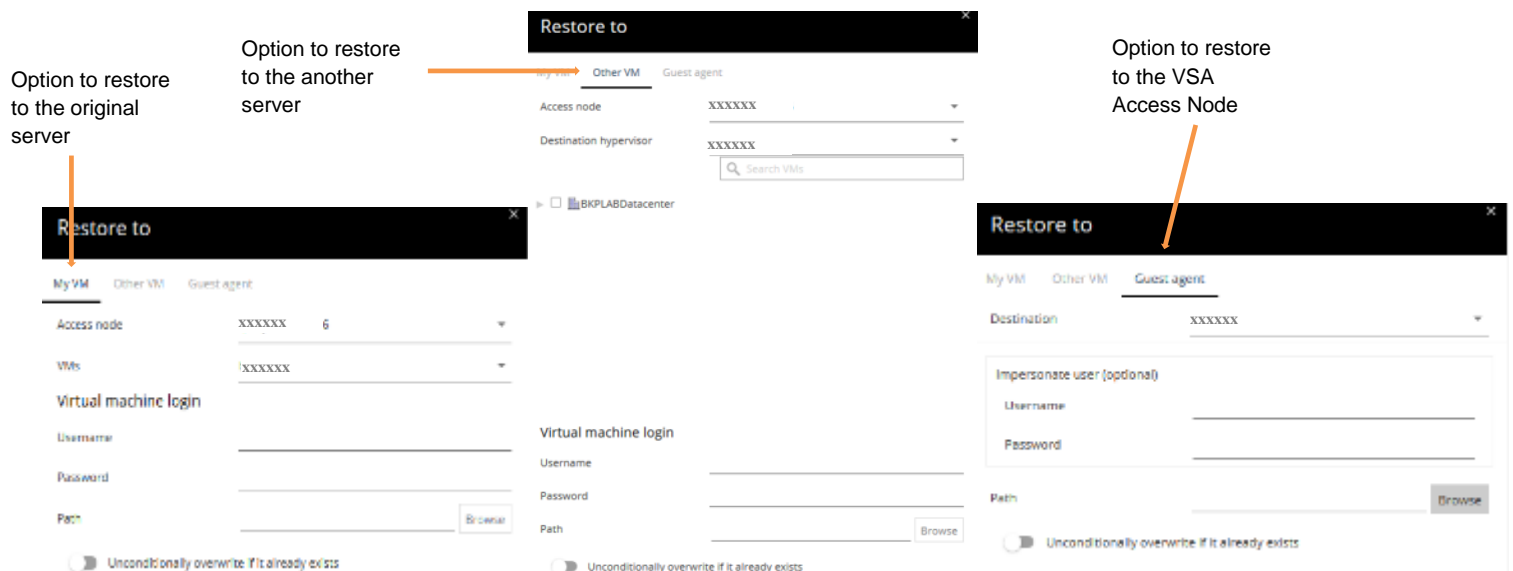 Option to restore
to the original
server
Option to restore
to the another
server
Option to restore
to the VSA
Access Node
Restore to
×
My VM Other VM Guest agent
Access node xxxxxx 6
VMs xxxxxx
Virtual machine login
Username
Password
Path Browse
Unconditionally overwrite if it already exists
Restore to
×
My VM Other VM Guest agent
Access node xxxxxx
Destination hypervisor xxxxxx
Search VMs
BKPLABDatacenter
Virtual machine login
Username
Password
Path Browse
Unconditionally overwrite if it already exists
Restore to
×
My VM Other VM Guest agent
Destination xxxxxx
Impersonate user (optional)
Username
Password
Path Browse
Unconditionally overwrite if it already exists